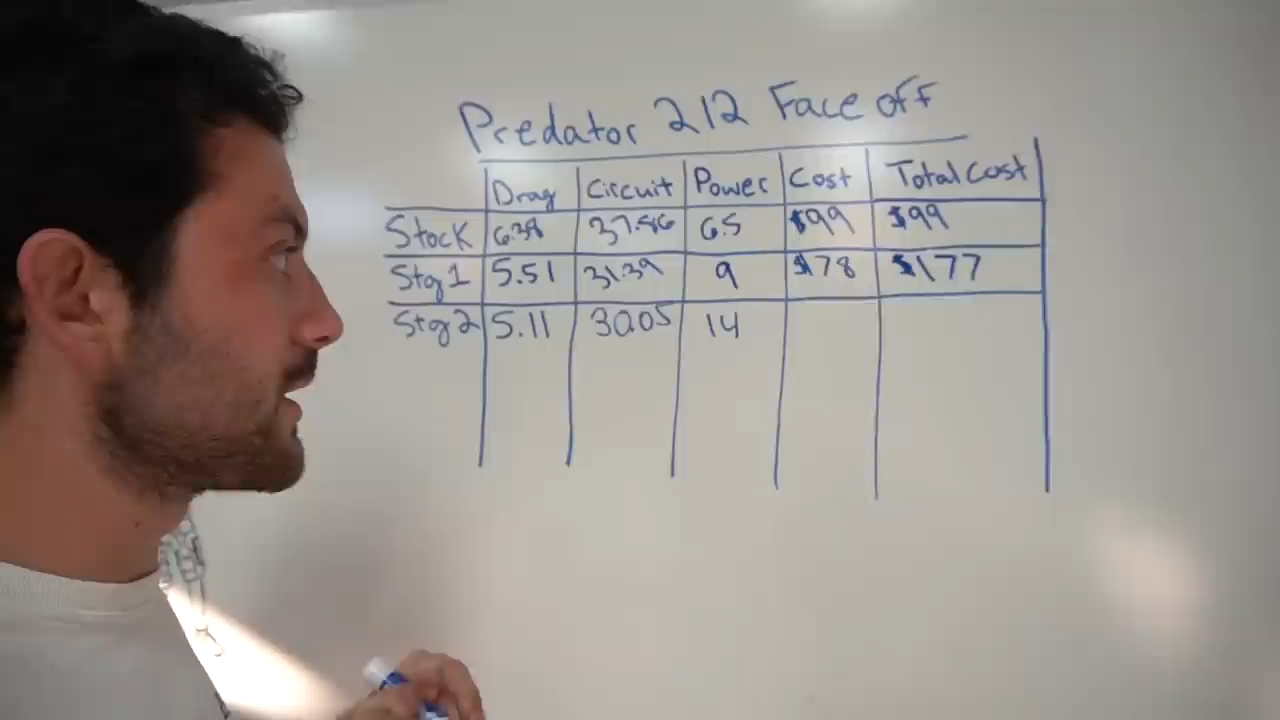 Predator 212 Face off
Drag Circuit Power Cost Total Cost
Stock 6.38 37.56 6.5 $99 $99
Stg 1 5.51 31.39 9 $78 $177
Stg 2 5.11 30.05 14